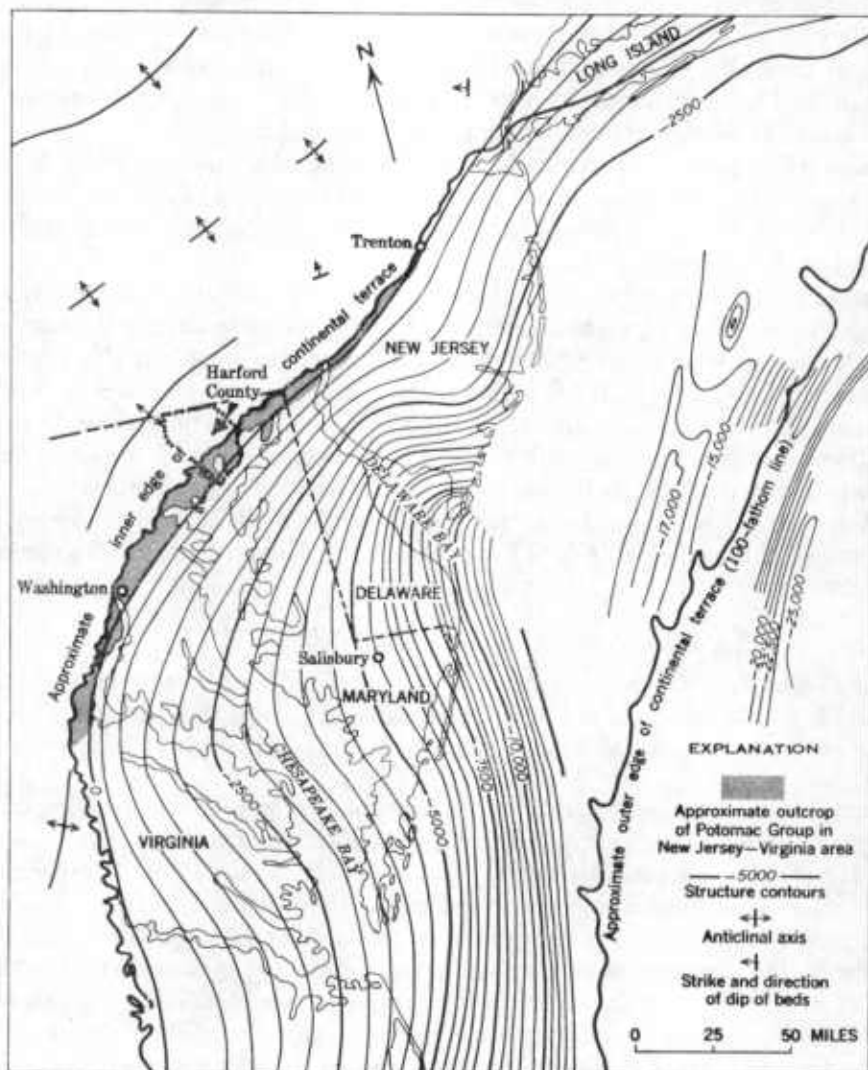 N
LONG ISLAND
-2500
Trenton
continental terrace
NEW JERSEY
Harford
County
Inner edge of
Approximate
-15,000
-17,000
DELAWARE BAY
Washington
DELAWARE
Salisbury
MARYLAND
-20,000
-25,000
Approximate outer edge of continental terrace (100-fathom line)
-7500
-10,000
CHESAPEAKE BAY
-2500
-5000
0
VIRGINIA
EXPLANATION
Approximate outcrop
of Potomac Group in
New Jersey—Virginia area
-5000
Structure contours
Anticlinal axis
Strike and direction
of dip of beds
0 25 50 MILES